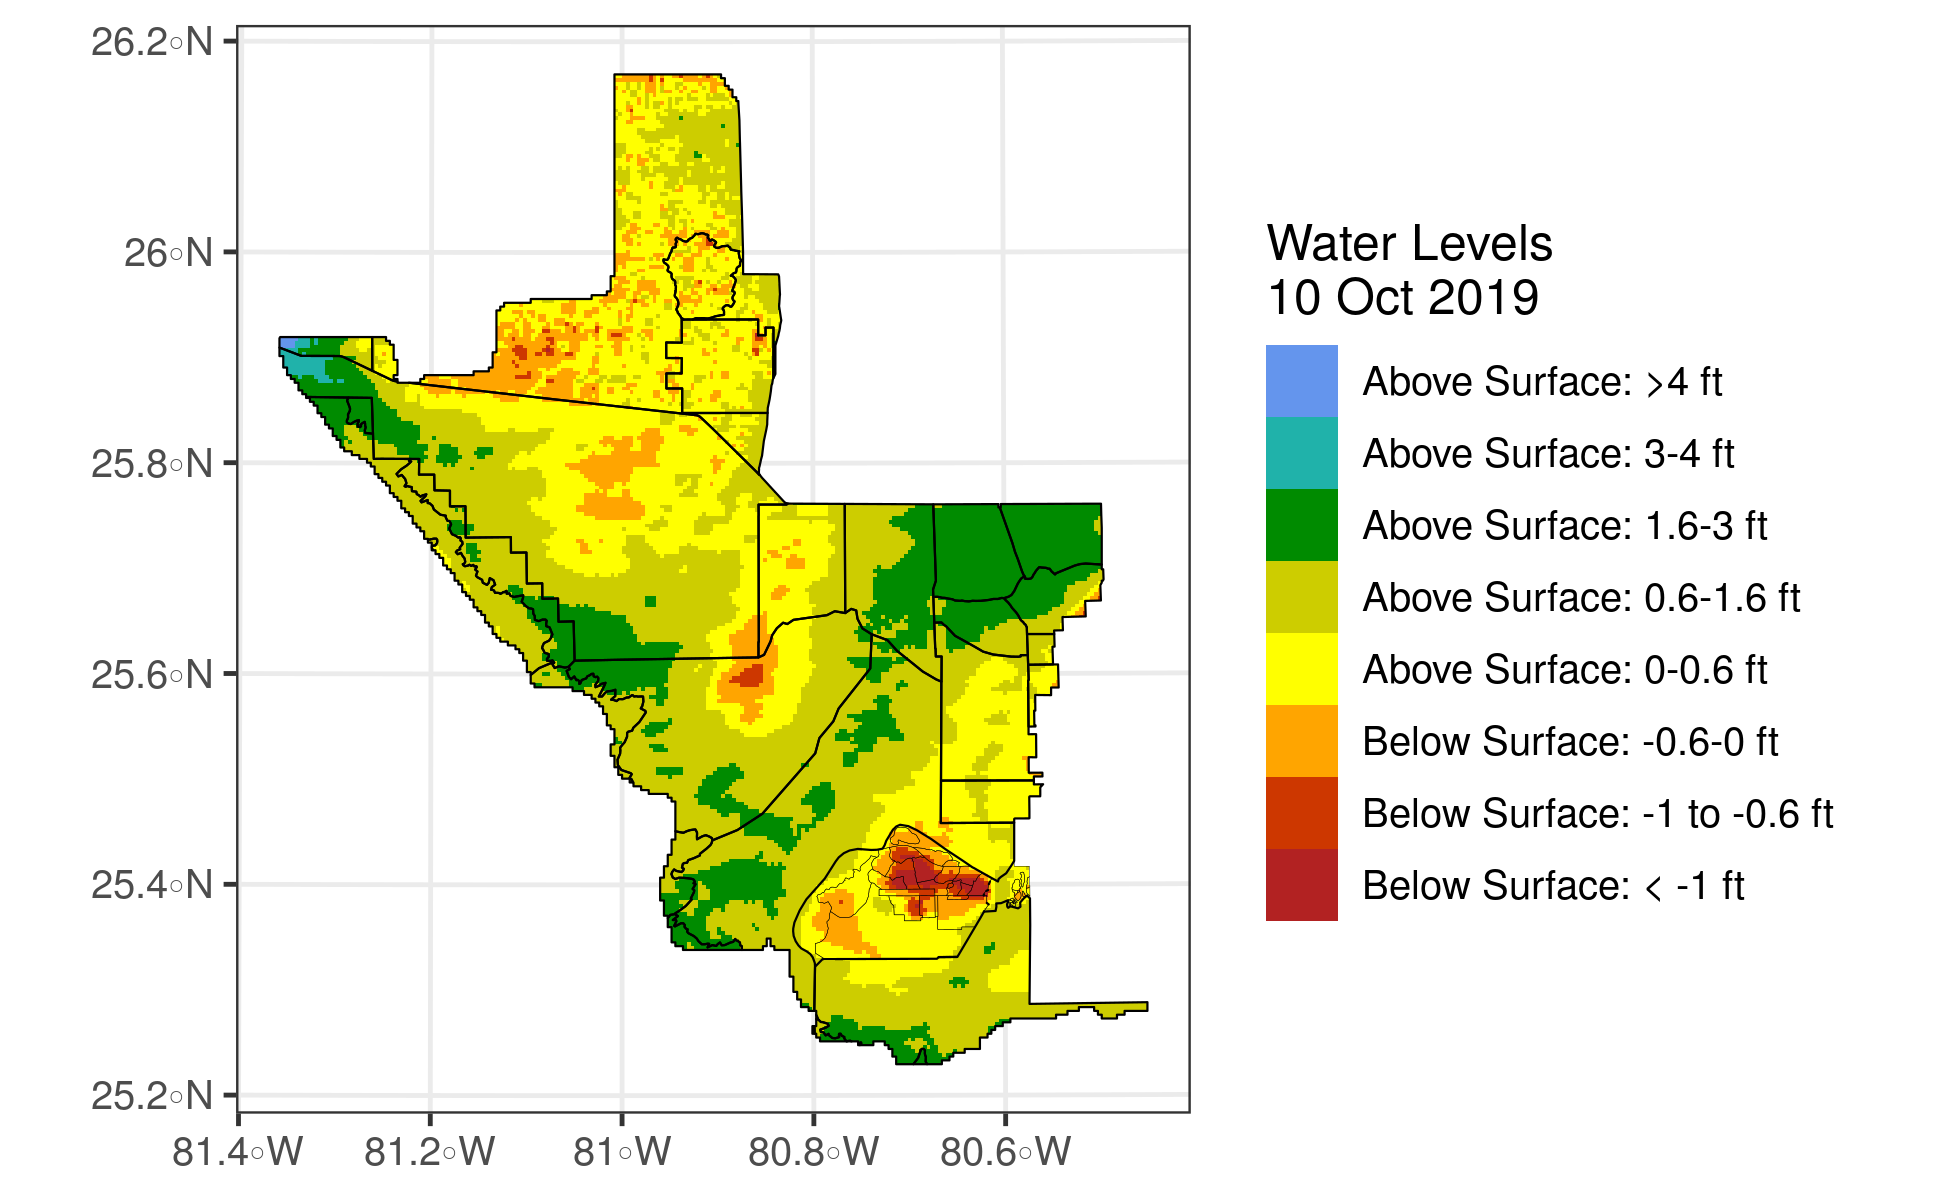 26.2°N
26°N
25.8°N
25.6°N
25.4°N
25.2°N
81.4°W
81.2°W
81°W
80.8°W
80.6°W
Water Levels
10 Oct 2019
Above Surface: >4 ft
Above Surface: 3-4 ft
Above Surface: 1.6-3 ft
Above Surface: 0.6-1.6 ft
Above Surface: 0-0.6 ft
Below Surface: -0.6-0 ft
Below Surface: -1 to -0.6 ft
Below Surface: < -1 ft